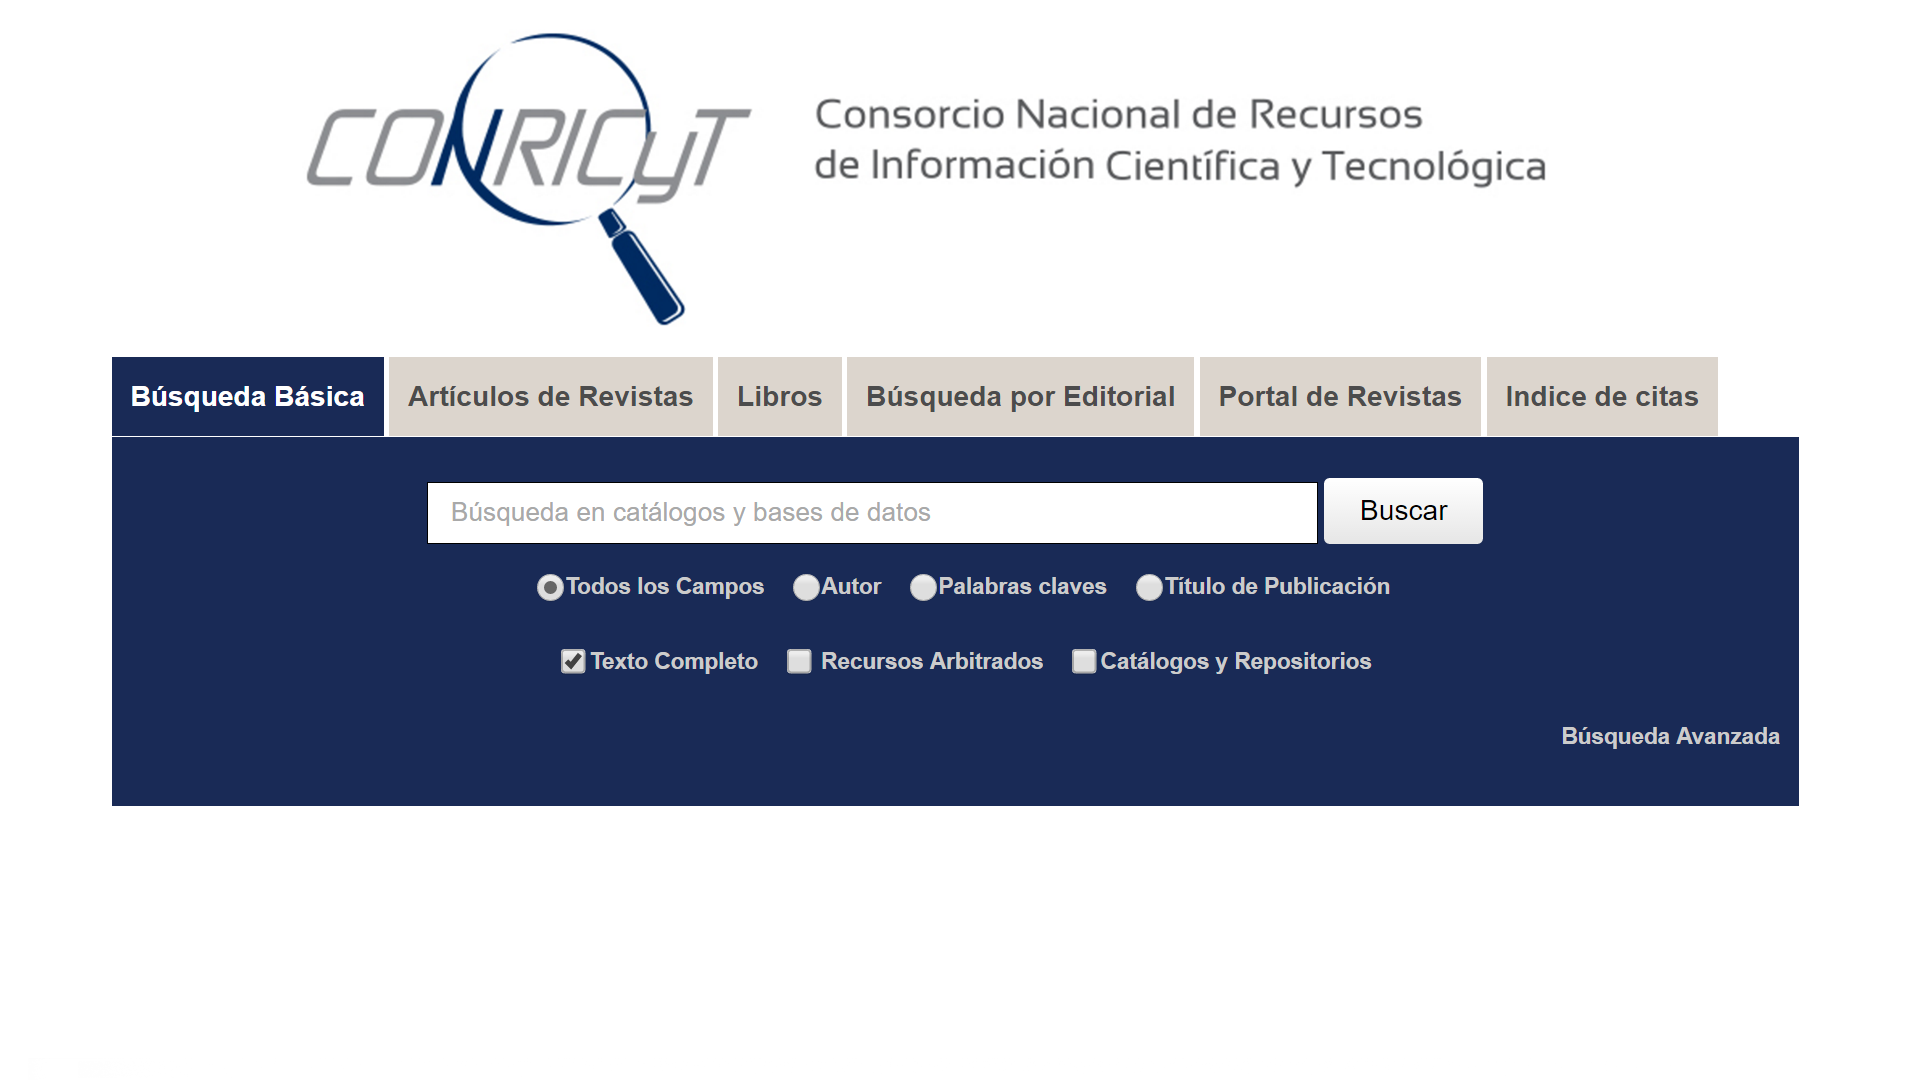 CONRICyT
Consorcio Nacional de Recursos
de Información Científica y Tecnológica
Búsqueda Básica
Artículos de Revistas
Libros
Búsqueda por Editorial
Portal de Revistas
Indice de citas
Búsqueda en catálogos y bases de datos
Buscar
Todos los Campos
Autor
Palabras claves
Título de Publicación
Texto Completo
Recursos Arbitrados
Catálogos y Repositorios
Búsqueda Avanzada